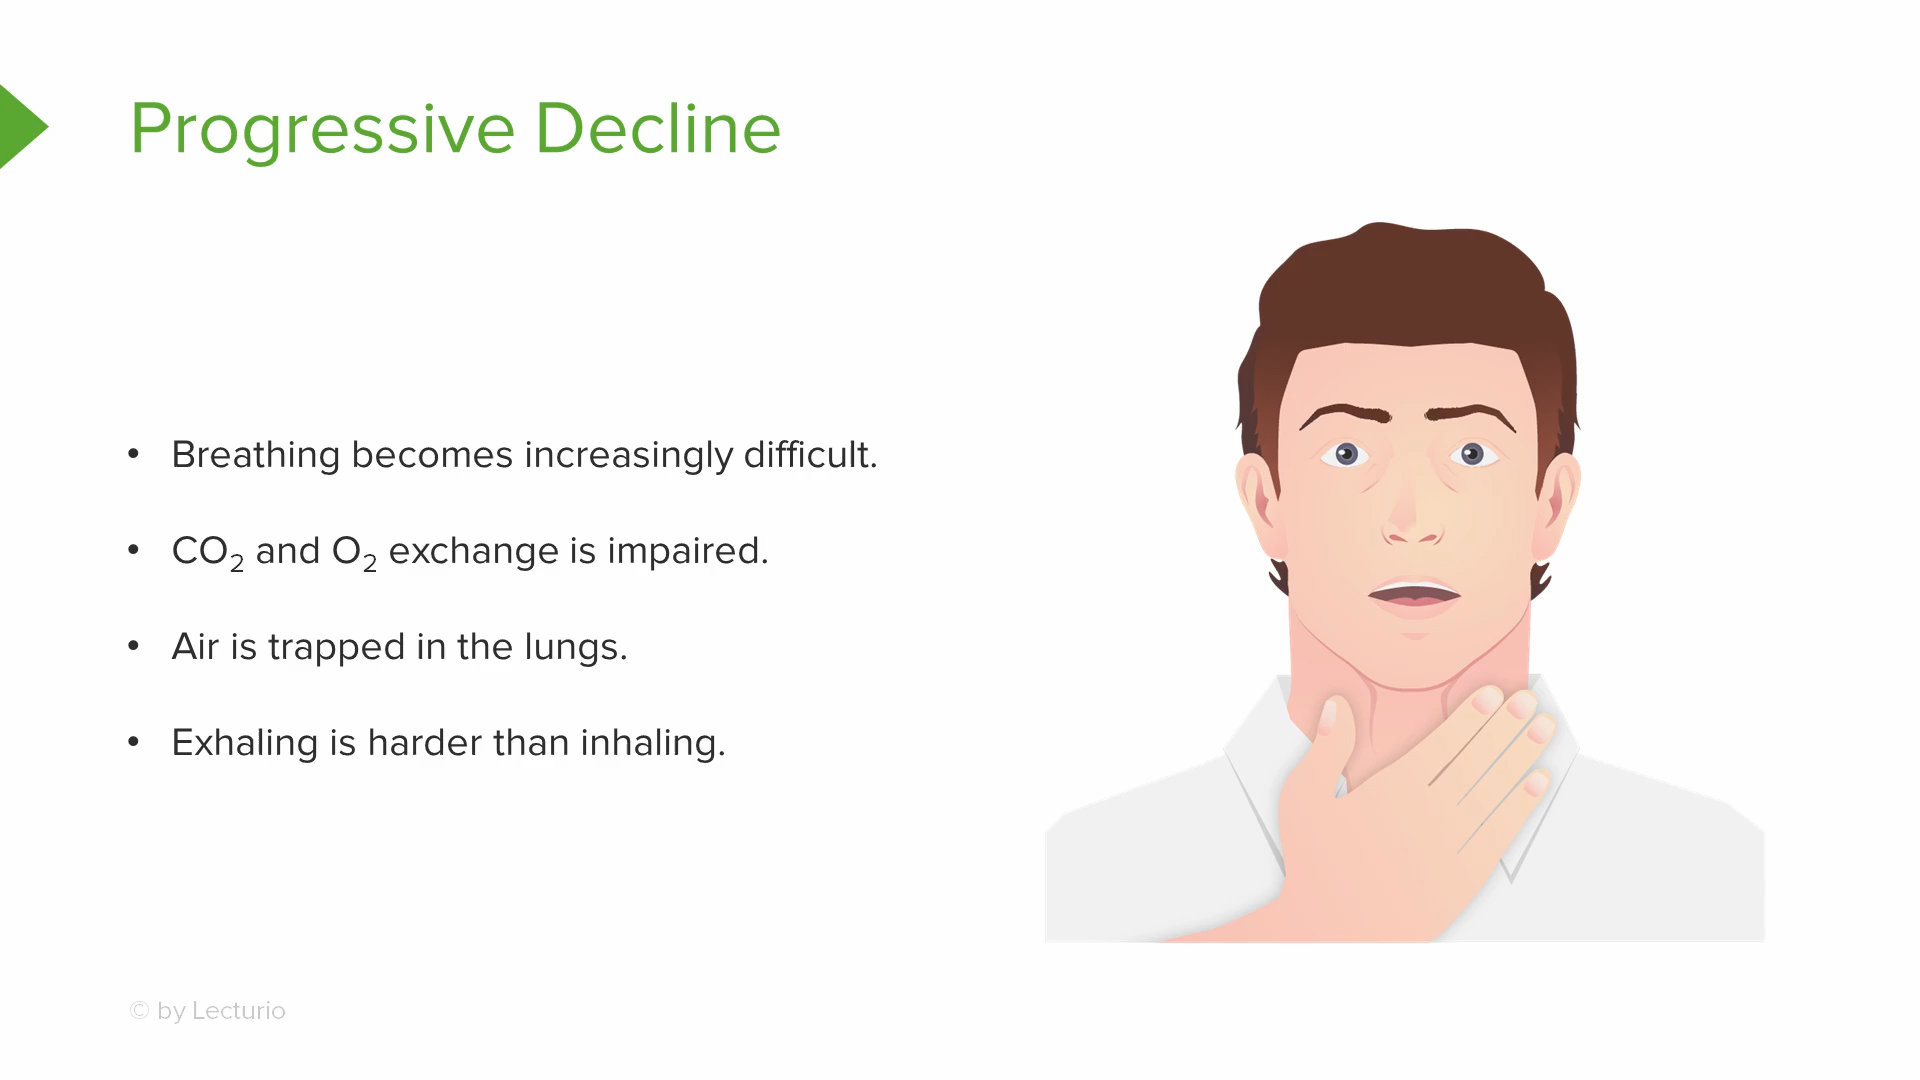 Progressive Decline
• Breathing becomes increasingly difficult.
• CO₂ and O₂ exchange is impaired.
• Air is trapped in the lungs.
• Exhaling is harder than inhaling.
© by Lecturio